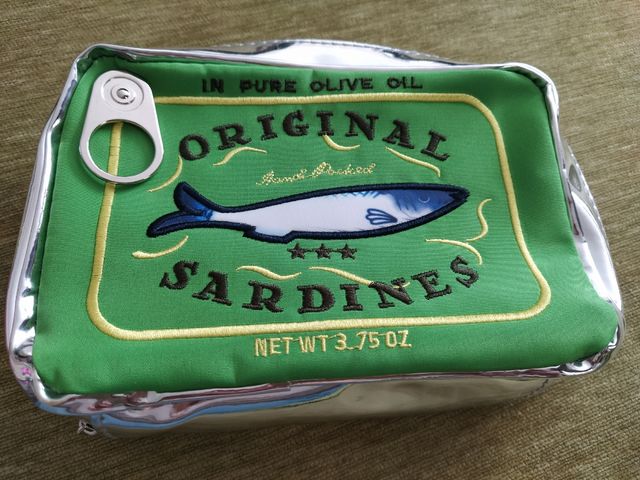 IN PURE OLIVE OIL
ORIGINAL
Hand Packed
SARDINES
NET WT 3.75 OZ